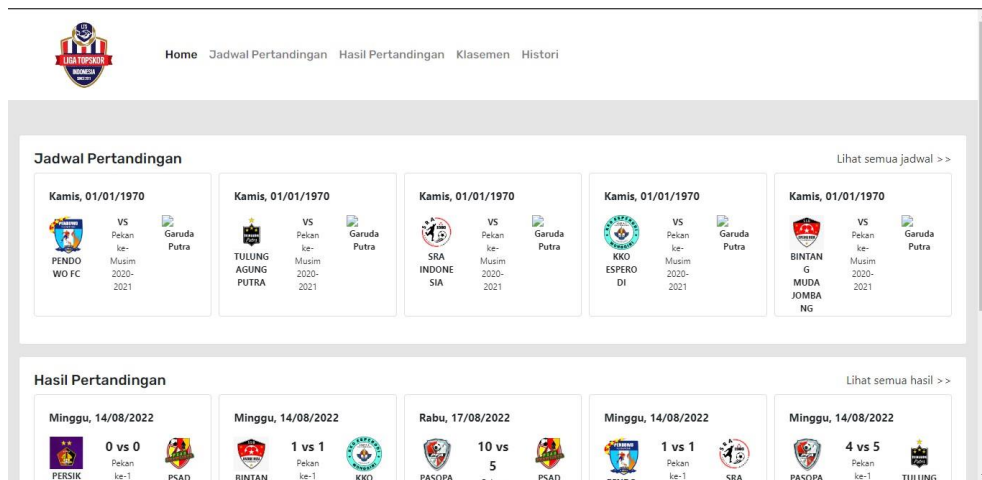 LIGA TOPSKOR
INDONESIA
Home Jadwal Pertandingan Hasil Pertandingan Klasemen Histori
Jadwal Pertandingan
Lihat semua jadwal >>
Kamis, 01/01/1970
PENDO
WO FC
VS
Pekan
ke-
Musim
2020-
2021
Garuda
Putra
Kamis, 01/01/1970
TULUNG
AGUNG
PUTRA
VS
Pekan
ke-
Musim
2020-
2021
Garuda
Putra
Kamis, 01/01/1970
SRA
INDONE
SIA
VS
Pekan
ke-
Musim
2020-
2021
Garuda
Putra
Kamis, 01/01/1970
KKO
ESPERO
DI
VS
Pekan
ke-
Musim
2020-
2021
Garuda
Putra
Kamis, 01/01/1970
BINTAN
G
MUDA
JOMBA
NG
VS
Pekan
ke-
Musim
2020-
2021
Garuda
Putra
Hasil Pertandingan
Lihat semua hasil >>
Minggu, 14/08/2022
PERSIK
0 vs 0
Pekan
ke-1
PSAD
Minggu, 14/08/2022
BINTAN
1 vs 1
Pekan
ke-1
KKO
Rabu, 17/08/2022
PASOPA
10 vs
5
PSAD
Minggu, 14/08/2022
PENDO
1 vs 1
Pekan
ke-1
SRA
Minggu, 14/08/2022
PASOPA
4 vs 5
Pekan
ke-1
TULUNG